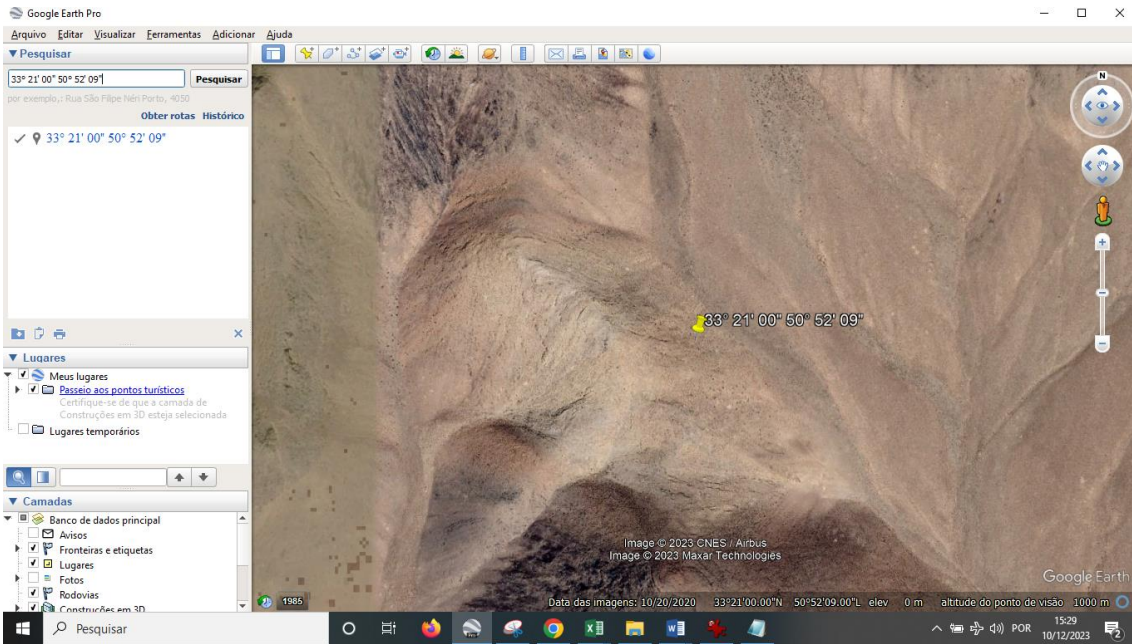 Google Earth Pro
Arquivo Editar Visualizar Ferramentas Adicionar Ajuda
Pesquisar
33° 21' 00" 50° 52' 09"
Pesquisar
por exemplo,: Rua São Filipe Néri Porto, 4050
Obter rotas Histórico
33° 21' 00" 50° 52' 09"
Lugares
Meus lugares
Passeio aos pontos turísticos
Certifique-se de que a camada de
Construções em 3D esteja selecionada
Lugares temporários
Camadas
Banco de dados principal
Avisos
Fronteiras e etiquetas
Lugares
Fotos
Rodovias
Construções em 3D
N
33° 21' 00" 50° 52' 09"
Image © 2023 CNES / Airbus
Image © 2023 Maxar Technologies
Google Earth
1985
Data das imagens: 10/20/2020 33°21'00.00"N 50°52'09.00"L elev 0 m altitude do ponto de visão 1000 m
Pesquisar
POR
15:29
10/12/2023
2